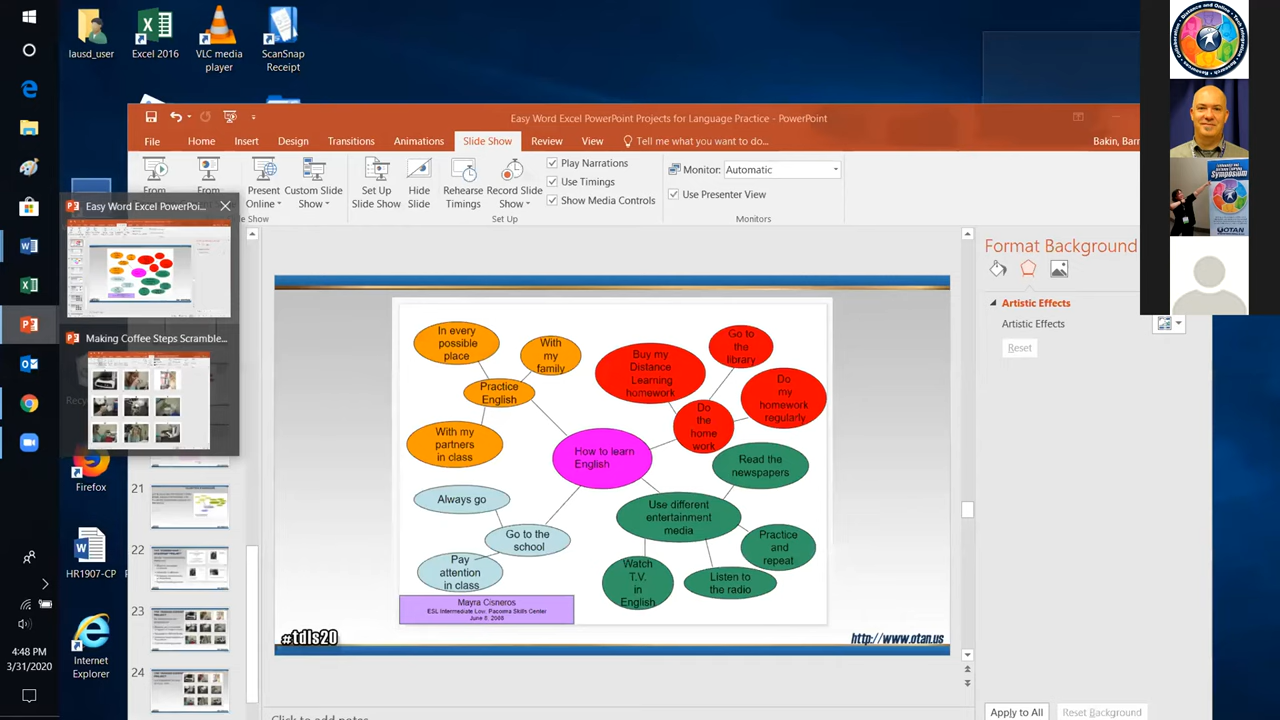 lausd_user
Excel 2016
VLC media
player
ScanSnap
Receipt
Easy Word Excel PowerPoint Projects for Language Practice - PowerPoint
File
Home
Insert
Design
Transitions
Animations
Slide Show
Review
View
Tell me what you want to do...
Bakin, Barr
From
From
Present
Online
Custom Slide
Show
Set Up
Slide Show
Hide
Slide
Rehearse
Timings
Record Slide
Show
Play Narrations
Use Timings
Show Media Controls
Monitor:
Automatic
Use Presenter View
Set Up
Monitors
Easy Word Excel PowerPoi...
Making Coffee Steps Scramble...
Firefox
HR1907-CP
Internet
Explorer
4:48 PM
3/31/2020
21
22
23
24
In every
possible
place
With
my
family
Practice
English
With my
partners
in class
Buy my
Distance
Learning
homework
Go to
the
library
Do
my
homework
regularly
Do
the
home
work
How to learn
English
Read the
newspapers
Always go
Use different
entertainment
media
Go to the
school
Pay
attention
in class
Practice
and
repeat
Watch
T.V.
in
English
Listen to
the radio
Mayra Cisneros
ESL Intermediate Low. Pacoima Skills Center
#tdls20
http://www.otan.us
Click to add notes
Format Background
Artistic Effects
Artistic Effects
Reset
Apply to All
Reset Background
Symposium
OTAN